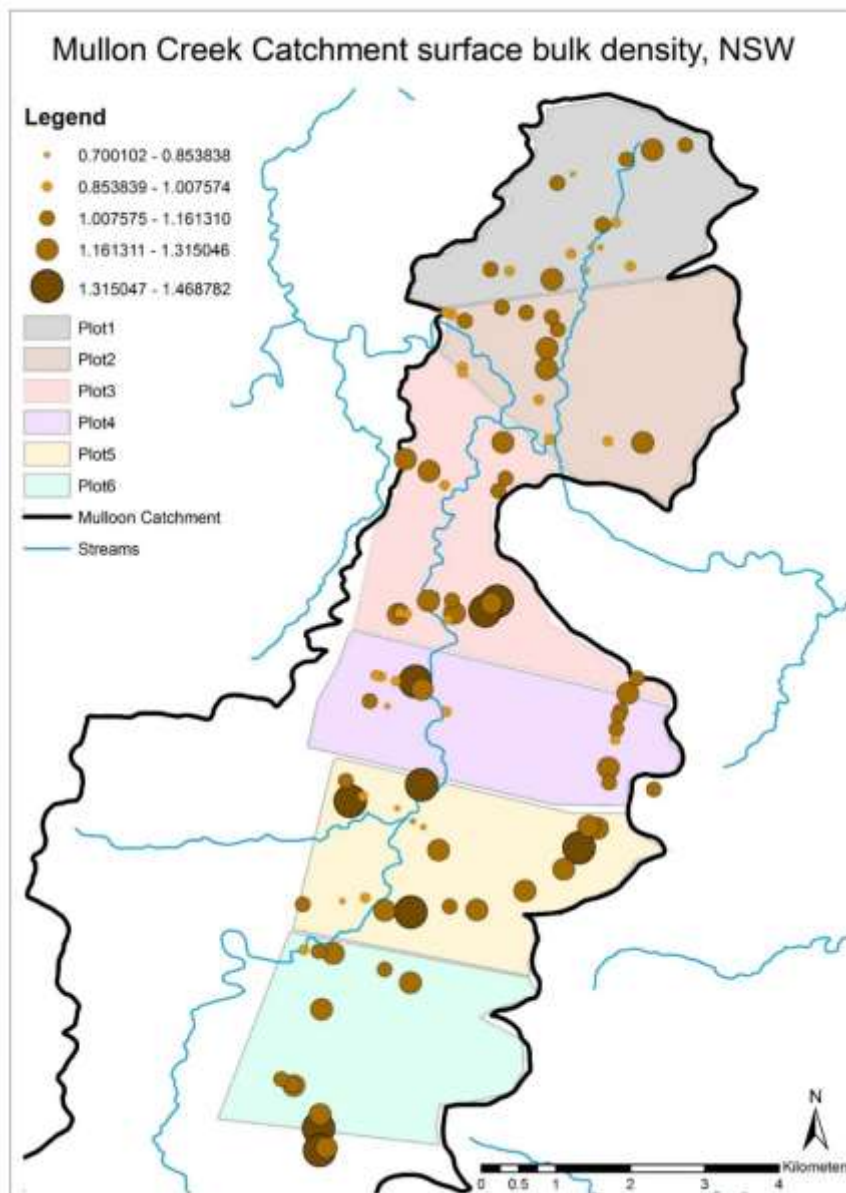 Mullon Creek Catchment surface bulk density, NSW
Legend
0.700102 - 0.853838
0.853839 - 1.007574
1.007575 - 1.161310
1.161311 - 1.315046
1.315047 - 1.468782
Plot1
Plot2
Plot3
Plot4
Plot5
Plot6
Mulloon Catchment
Streams
N
Kilometer
0 0.5 1 2 3 4